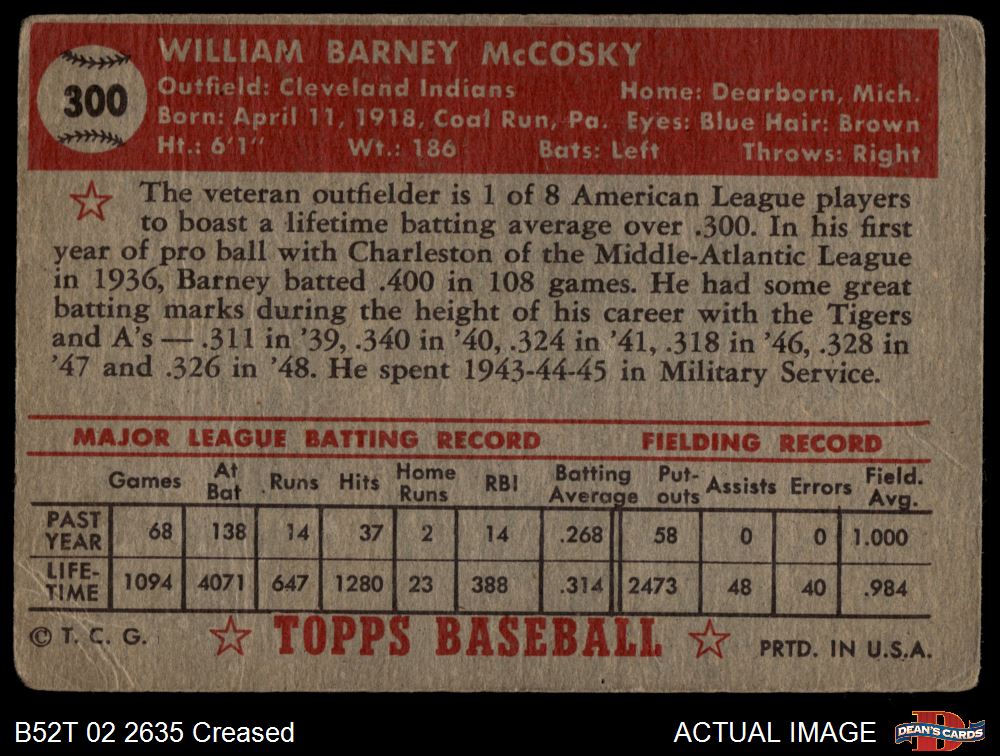 300
WILLIAM BARNEY McCOSKY
Outfield: Cleveland Indians Home: Dearborn, Mich.
Born: April 11, 1918, Coal Run, Pa. Eyes: Blue Hair: Brown
Ht.: 6'1" Wt.: 186 Bats: Left Throws: Right
The veteran outfielder is 1 of 8 American League players
to boast a lifetime batting average over .300. In his first
year of pro ball with Charleston of the Middle-Atlantic League
in 1936, Barney batted .400 in 108 games. He had some great
batting marks during the height of his career with the Tigers
and A's — .311 in '39, .340 in '40, .324 in '41, .318 in '46, .328 in
'47 and .326 in '48. He spent 1943-44-45 in Military Service.
MAJOR LEAGUE BATTING RECORD FIELDING RECORD
Games At Bat Runs Hits Home Runs RBI Batting Average Put-outs Assists Errors Field. Avg.
PAST YEAR 68 138 14 37 2 14 .268 58 0 0 1.000
LIFE-TIME 1094 4071 647 1280 23 388 .314 2473 48 40 .984
© T. C. G. TOPPS BASEBALL PRTD. IN U.S.A.
B52T 02 2635 Creased ACTUAL IMAGE DEAN'S CARDS